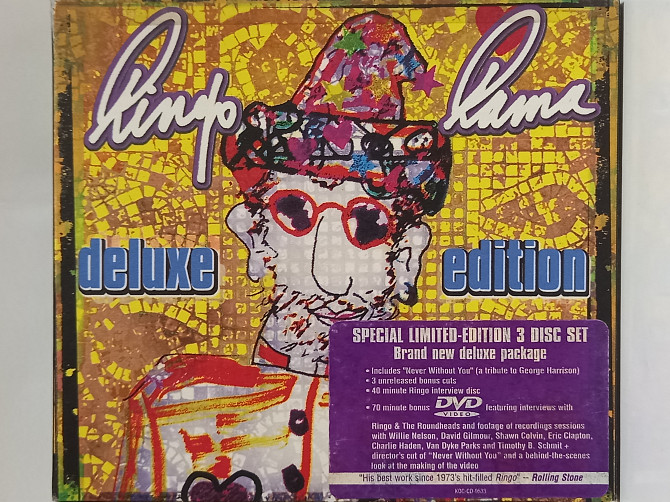 Ringo Rama
deluxe edition
SPECIAL LIMITED-EDITION 3 DISC SET
Brand new deluxe package
• Includes "Never Without You" (a tribute to George Harrison)
• 3 unreleased bonus cuts
• 40 minute Ringo interview disc
• 70 minute bonus DVD VIDEO featuring interviews with
Ringo & The Roundheads and footage of recording sessions
with Willie Nelson, David Gilmour, Shawn Colvin, Eric Clapton,
Charlie Haden, Van Dyke Parks and Timothy B. Schmit +
director's cut of "Never Without You" and a behind-the-scenes
look at the making of the video
"His best work since 1973's hit-filled Ringo" -- Rolling Stone